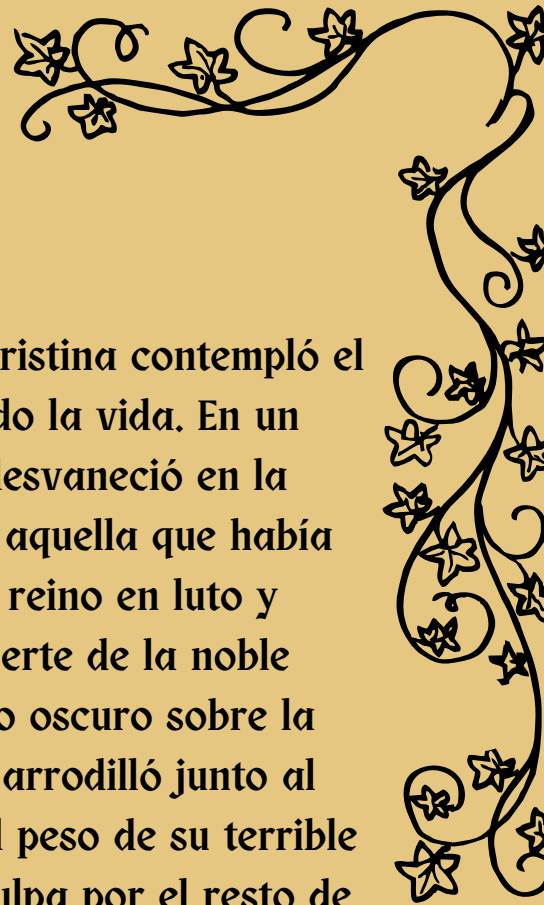 ristina contempló el
do la vida. En un
desvaneció en la
aquella que había
reino en luto y
erte de la noble
o oscuro sobre la
arrodilló junto al
l peso de su terrible
ulpa por el resto de